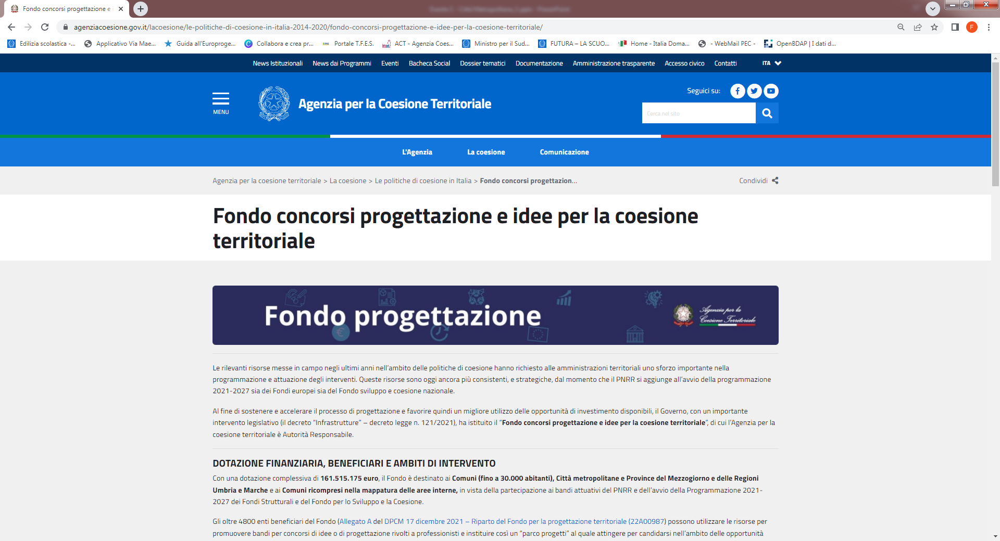 Fondo concorsi progettazione e i
agenziacoesione.gov.it/lacoesione/le-politiche-di-coesione-in-italia-2014-2020/fondo-concorsi-progettazione-e-idee-per-la-coesione-territoriale/
F
Edilizia scolastica -... Applicativo Via Mae... Guida all'Europroge... Collabora e crea pr... Portale T.F.E.S. ACT - Agenzia Coes... Ministro per il Sud... FUTURA – LA SCUO... Home - Italia Doma... - WebMail PEC - OpenBDAP | I dati d...
News Istituzionali News dai Programmi Eventi Bacheca Social Dossier tematici Documentazione Amministrazione trasparente Accesso civico Contatti ITA
Seguici su:
MENU
Agenzia per la Coesione Territoriale
Cerca nel sito
L'Agenzia La coesione Comunicazione
Agenzia per la coesione territoriale > La coesione > Le politiche di coesione in Italia > Fondo concorsi progettazion... Condividi
Fondo concorsi progettazione e idee per la coesione
territoriale
Fondo progettazione
Agenzia per la
Coesione Territoriale
Le rilevanti risorse messe in campo negli ultimi anni nell'ambito delle politiche di coesione hanno richiesto alle amministrazioni territoriali uno sforzo importante nella
programmazione e attuazione degli interventi. Queste risorse sono oggi ancora più consistenti, e strategiche, dal momento che il PNRR si aggiunge all'avvio della programmazione
2021-2027 sia dei Fondi europei sia del Fondo sviluppo e coesione nazionale.
Al fine di sostenere e accelerare il processo di progettazione e favorire quindi un migliore utilizzo delle opportunità di investimento disponibili, il Governo, con un importante
intervento legislativo (il decreto “Infrastrutture” – decreto legge n. 121/2021), ha istituito il “Fondo concorsi progettazione e idee per la coesione territoriale”, di cui l'Agenzia per la
coesione territoriale è Autorità Responsabile.
DOTAZIONE FINANZIARIA, BENEFICIARI E AMBITI DI INTERVENTO
Con una dotazione complessiva di 161.515.175 euro, il Fondo è destinato ai Comuni (fino a 30.000 abitanti), Città metropolitane e Province del Mezzogiorno e delle Regioni
Umbria e Marche e ai Comuni ricompresi nella mappatura delle aree interne, in vista della partecipazione ai bandi attuativi del PNRR e dell'avvio della Programmazione 2021-
2027 dei Fondi Strutturali e del Fondo per lo Sviluppo e la Coesione.
Gli oltre 4800 enti beneficiari del Fondo (Allegato A del DPCM 17 dicembre 2021 – Riparto del Fondo per la progettazione territoriale (22A00987) possono utilizzare le risorse per
promuovere bandi per concorsi di idee o di progettazione rivolti a professionisti e instituire così un “parco progetti” al quale attingere per candidarsi nell'ambito delle opportunità